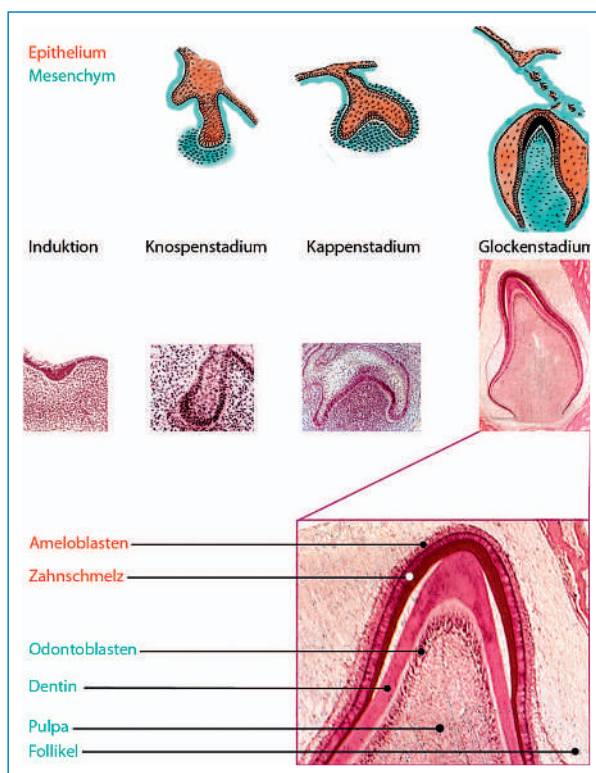 Epithelium
Mesenchym
Induktion
Knospenstadium
Kappenstadium
Glockenstadium
Ameloblasten
Zahnschmelz
Odontoblasten
Dentin
Pulpa
Follikel